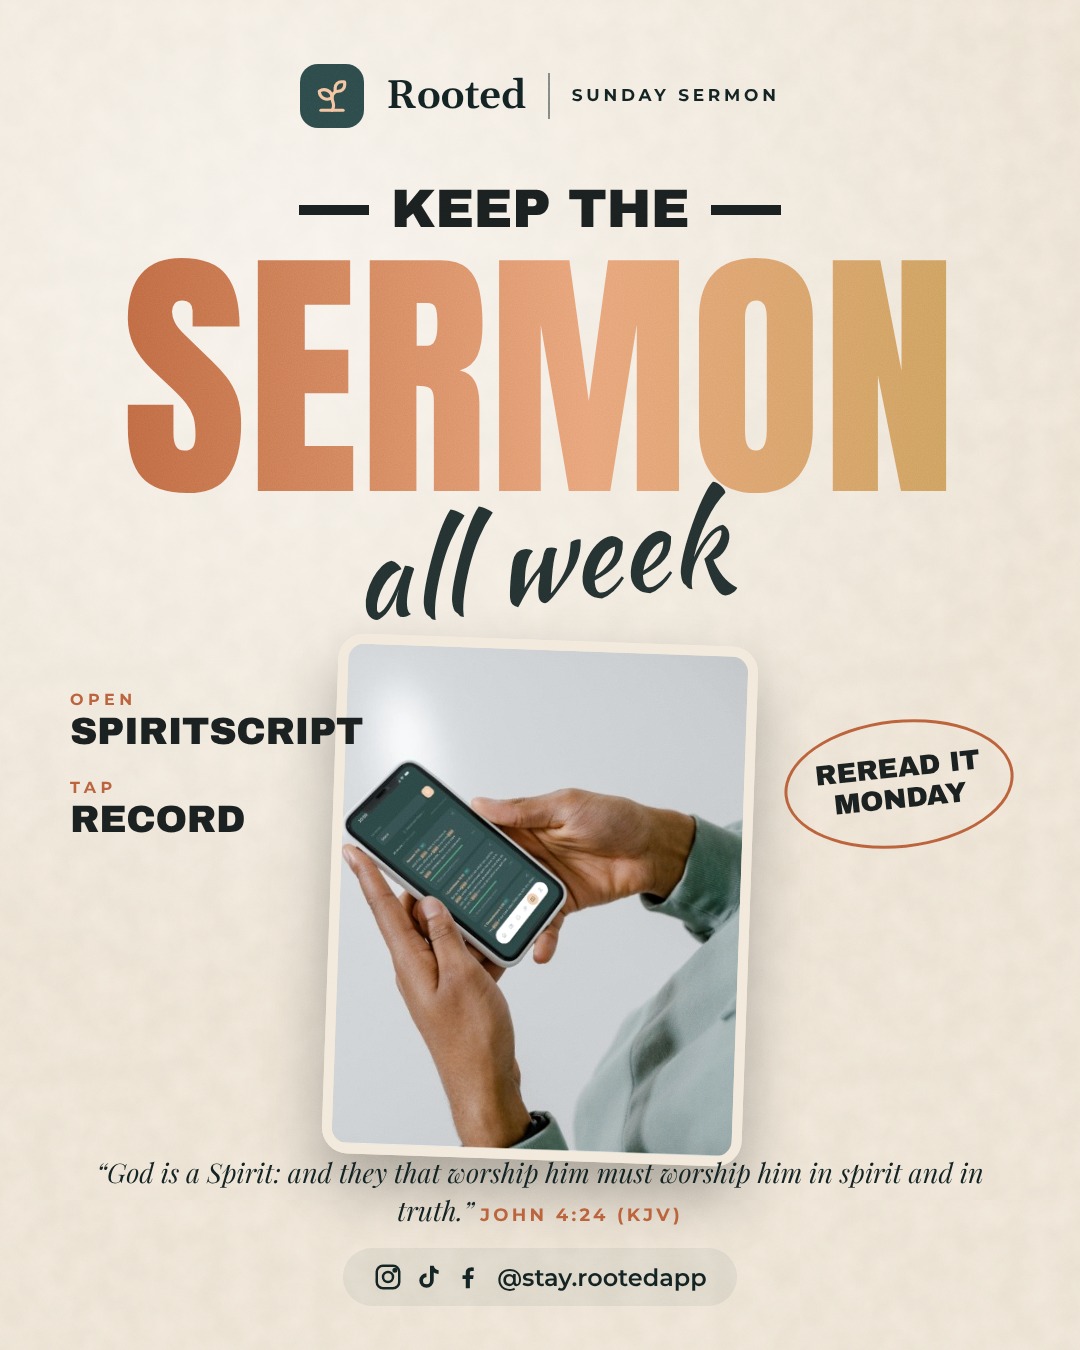 Rooted
SUNDAY SERMON
KEEP THE
SERMON
all week
OPEN
SPIRITSCRIPT
TAP
RECORD
REREAD IT
MONDAY
“God is a Spirit: and they that worship him must worship him in spirit and in
truth.” JOHN 4:24 (KJV)
@stay.rootedapp